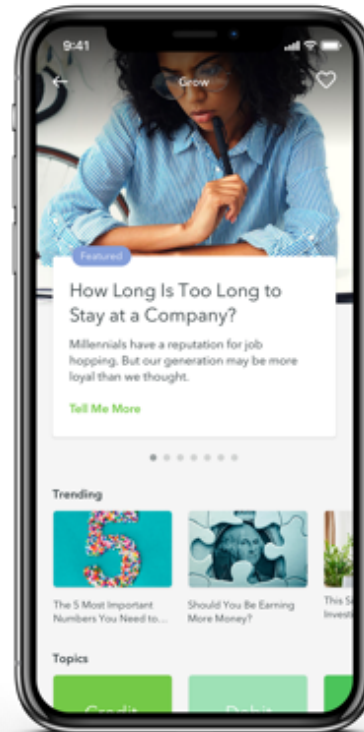 9:41
Grow
Featured
How Long Is Too Long to
Stay at a Company?
Millennials have a reputation for job
hopping. But our generation may be more
loyal than we thought.
Tell Me More
Trending
5
The 5 Most Important
Numbers You Need to...
Should You Be Earning
More Money?
This
Topics
Credit